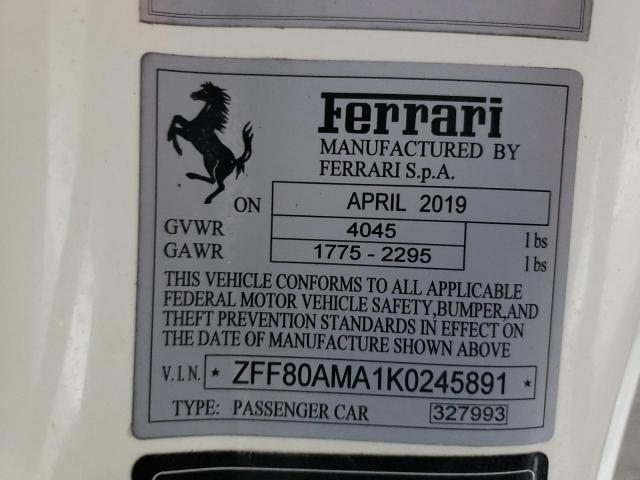 Ferrari
MANUFACTURED BY
FERRARI S.p.A.
ON APRIL 2019
GVWR 4045 lbs
GAWR 1775 - 2295 lbs
THIS VEHICLE CONFORMS TO ALL APPLICABLE
FEDERAL MOTOR VEHICLE SAFETY,BUMPER,AND
THEFT PREVENTION STANDARDS IN EFFECT ON
THE DATE OF MANUFACTURE SHOWN ABOVE
V.I.N. ★ ZFF80AMA1K0245891 ★
TYPE: PASSENGER CAR 327993